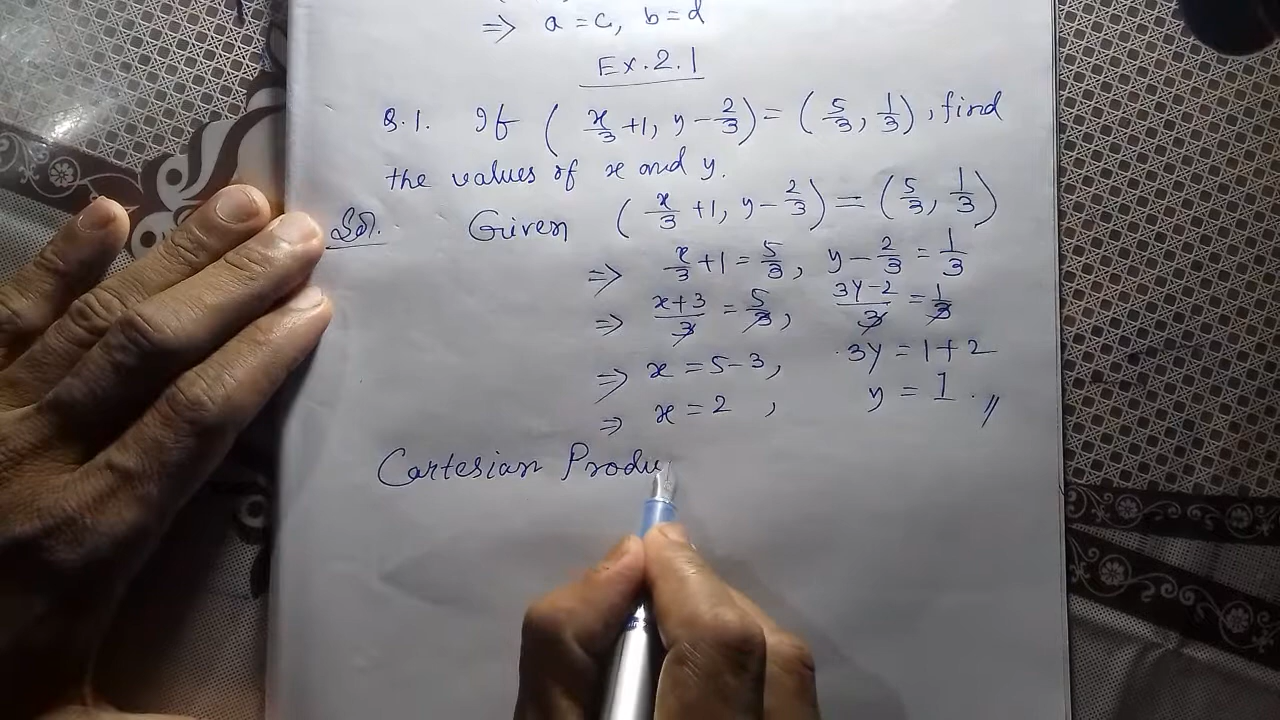 ⇒ a = c, b = d
Ex. 2.1
Q.1. If (x/3 + 1, y − 2/3) = (5/3, 1/3), find
the values of x and y.
Sol. Given (x/3 + 1, y − 2/3) = (5/3, 1/3)
⇒ x/3 + 1 = 5/3, y − 2/3 = 1/3
⇒ (x+3)/3 = 5/3, (3y−2)/3 = 1/3
⇒ x = 5−3, 3y = 1+2
⇒ x = 2, y = 1. //
Cartesian Produ